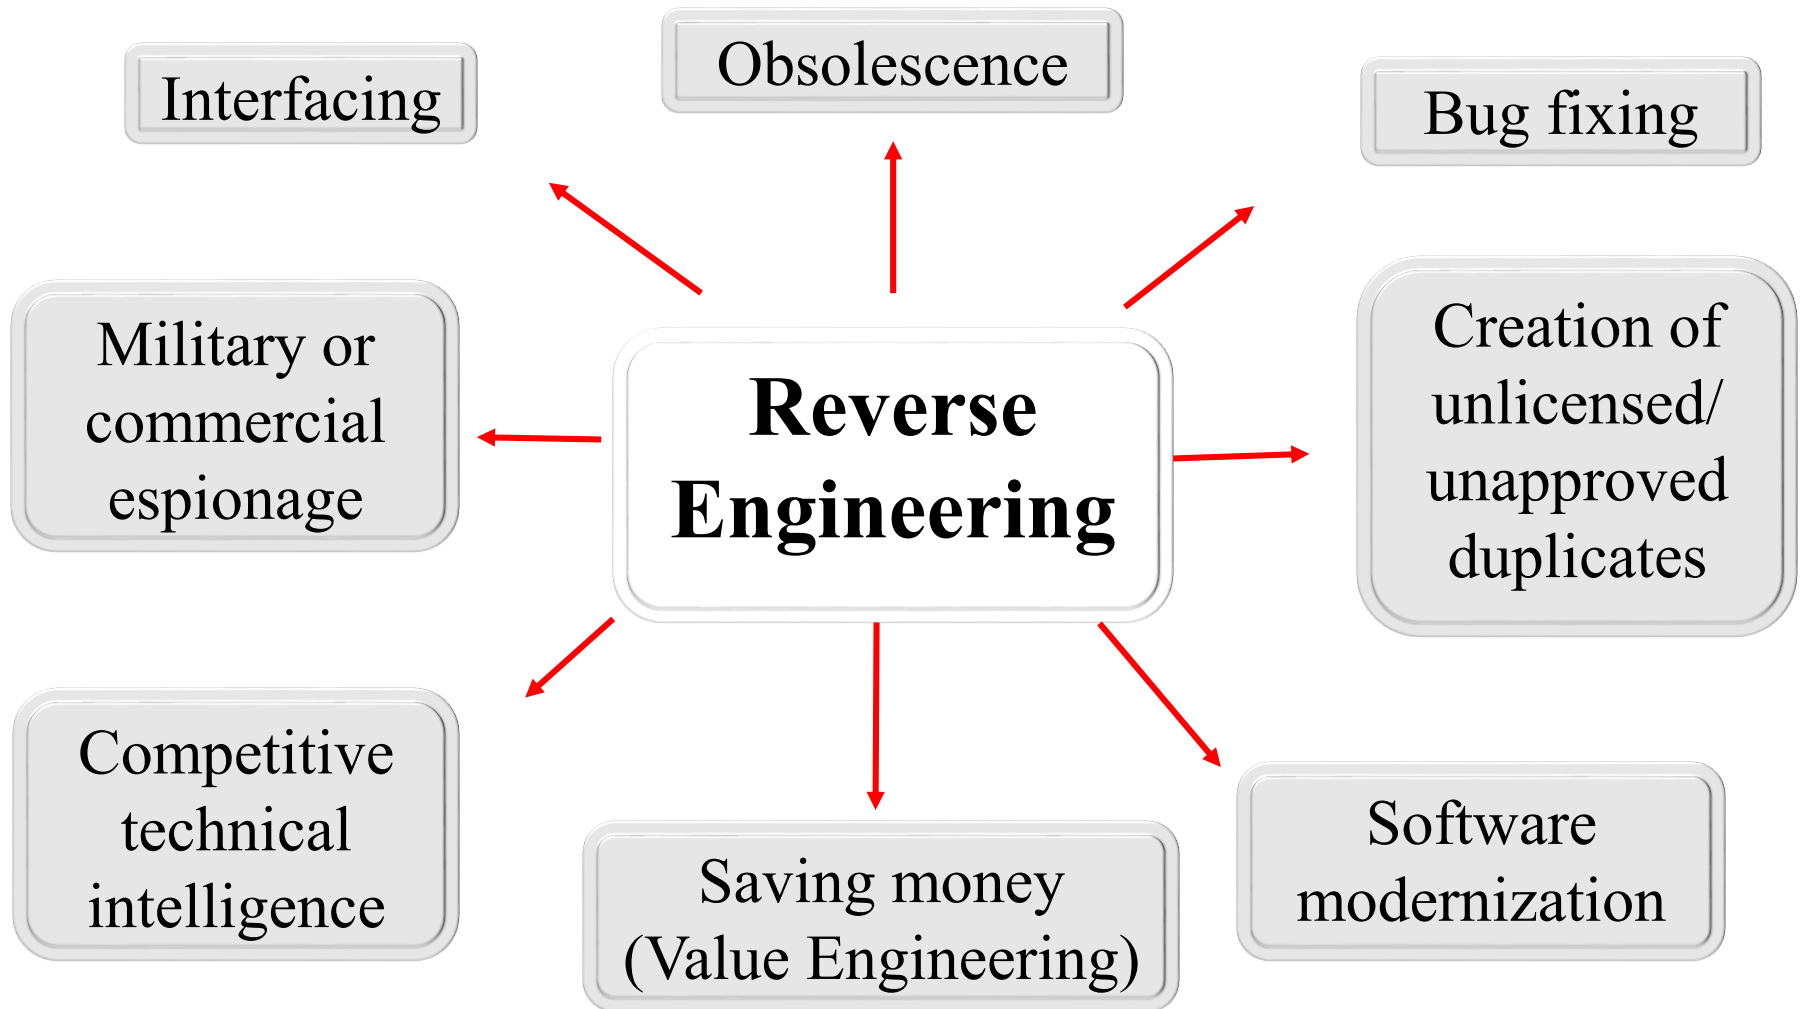 Interfacing
Obsolescence
Bug fixing
Military or
commercial
espionage
Reverse
Engineering
Creation of
unlicensed/
unapproved
duplicates
Competitive
technical
intelligence
Saving money
(Value Engineering)
Software
modernization